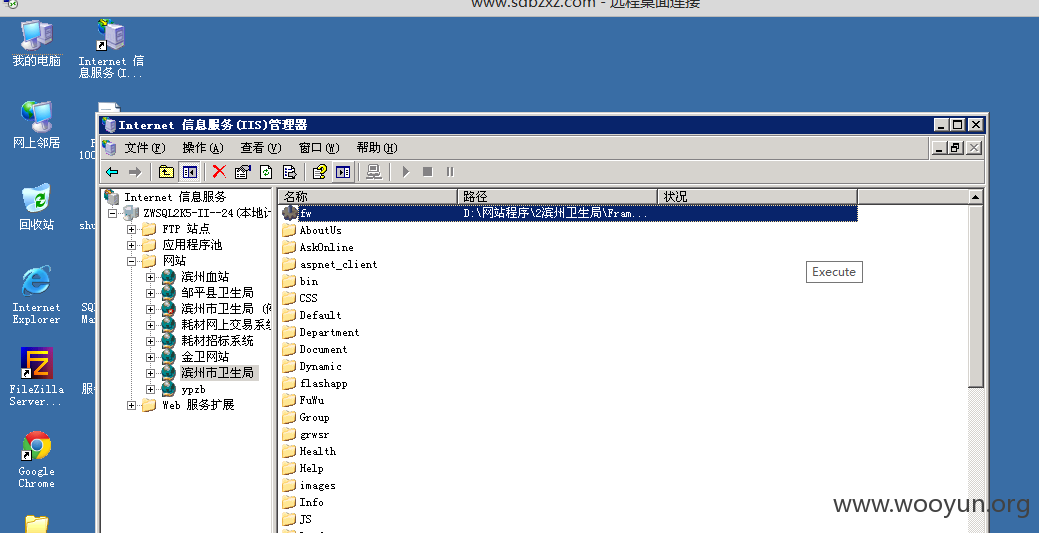 www.sdbzxz.com - 远程桌面连接
我的电脑
Internet 信
息服务(I...
网上邻居
回收站
Internet
Explorer
FileZilla
Server...
Google
Chrome
Internet 信息服务(IIS)管理器
文件(F) 操作(A) 查看(V) 窗口(W) 帮助(H)
Internet 信息服务
ZWSQL2K5-II--24(本地计
FTP 站点
应用程序池
网站
滨州血站
邹平县卫生局
滨州市卫生局 (停
耗材网上交易系统
耗材招标系统
金卫网站
滨州市卫生局
ypzb
Web 服务扩展
名称 路径 状况
fw D:\网站程序\2滨州卫生局\Fram...
AboutUs
AskOnline
aspnet_client
bin
CSS
Default
Department
Document
Dynamic
flashapp
FuWu
Group
grwsr
Health
Help
images
Info
JS
Execute
www.wooyun.org